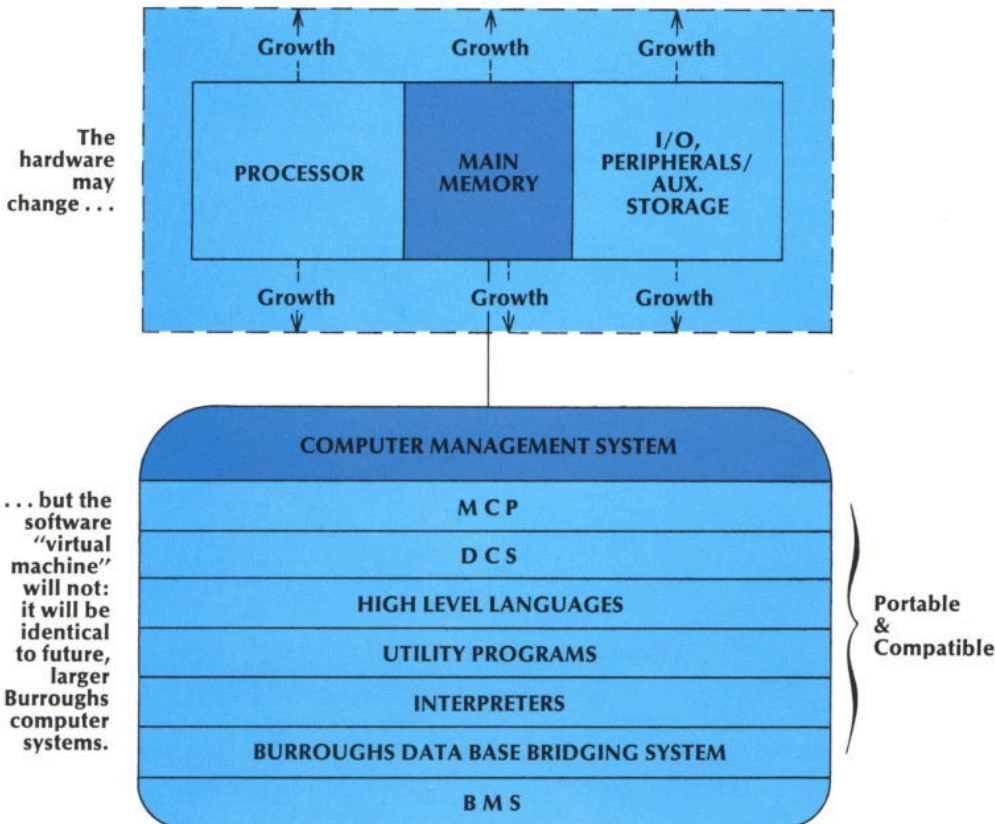 Growth
Growth
Growth
The
hardware
may
change . . .
PROCESSOR
MAIN
MEMORY
I/O,
PERIPHERALS/
AUX.
STORAGE
Growth
Growth
Growth
COMPUTER MANAGEMENT SYSTEM
. . . but the
software
“virtual
machine”
will not:
it will be
identical
to future,
larger
Burroughs
computer
systems.
M C P
D C S
HIGH LEVEL LANGUAGES
UTILITY PROGRAMS
INTERPRETERS
BURROUGHS DATA BASE BRIDGING SYSTEM
B M S
Portable
&
Compatible